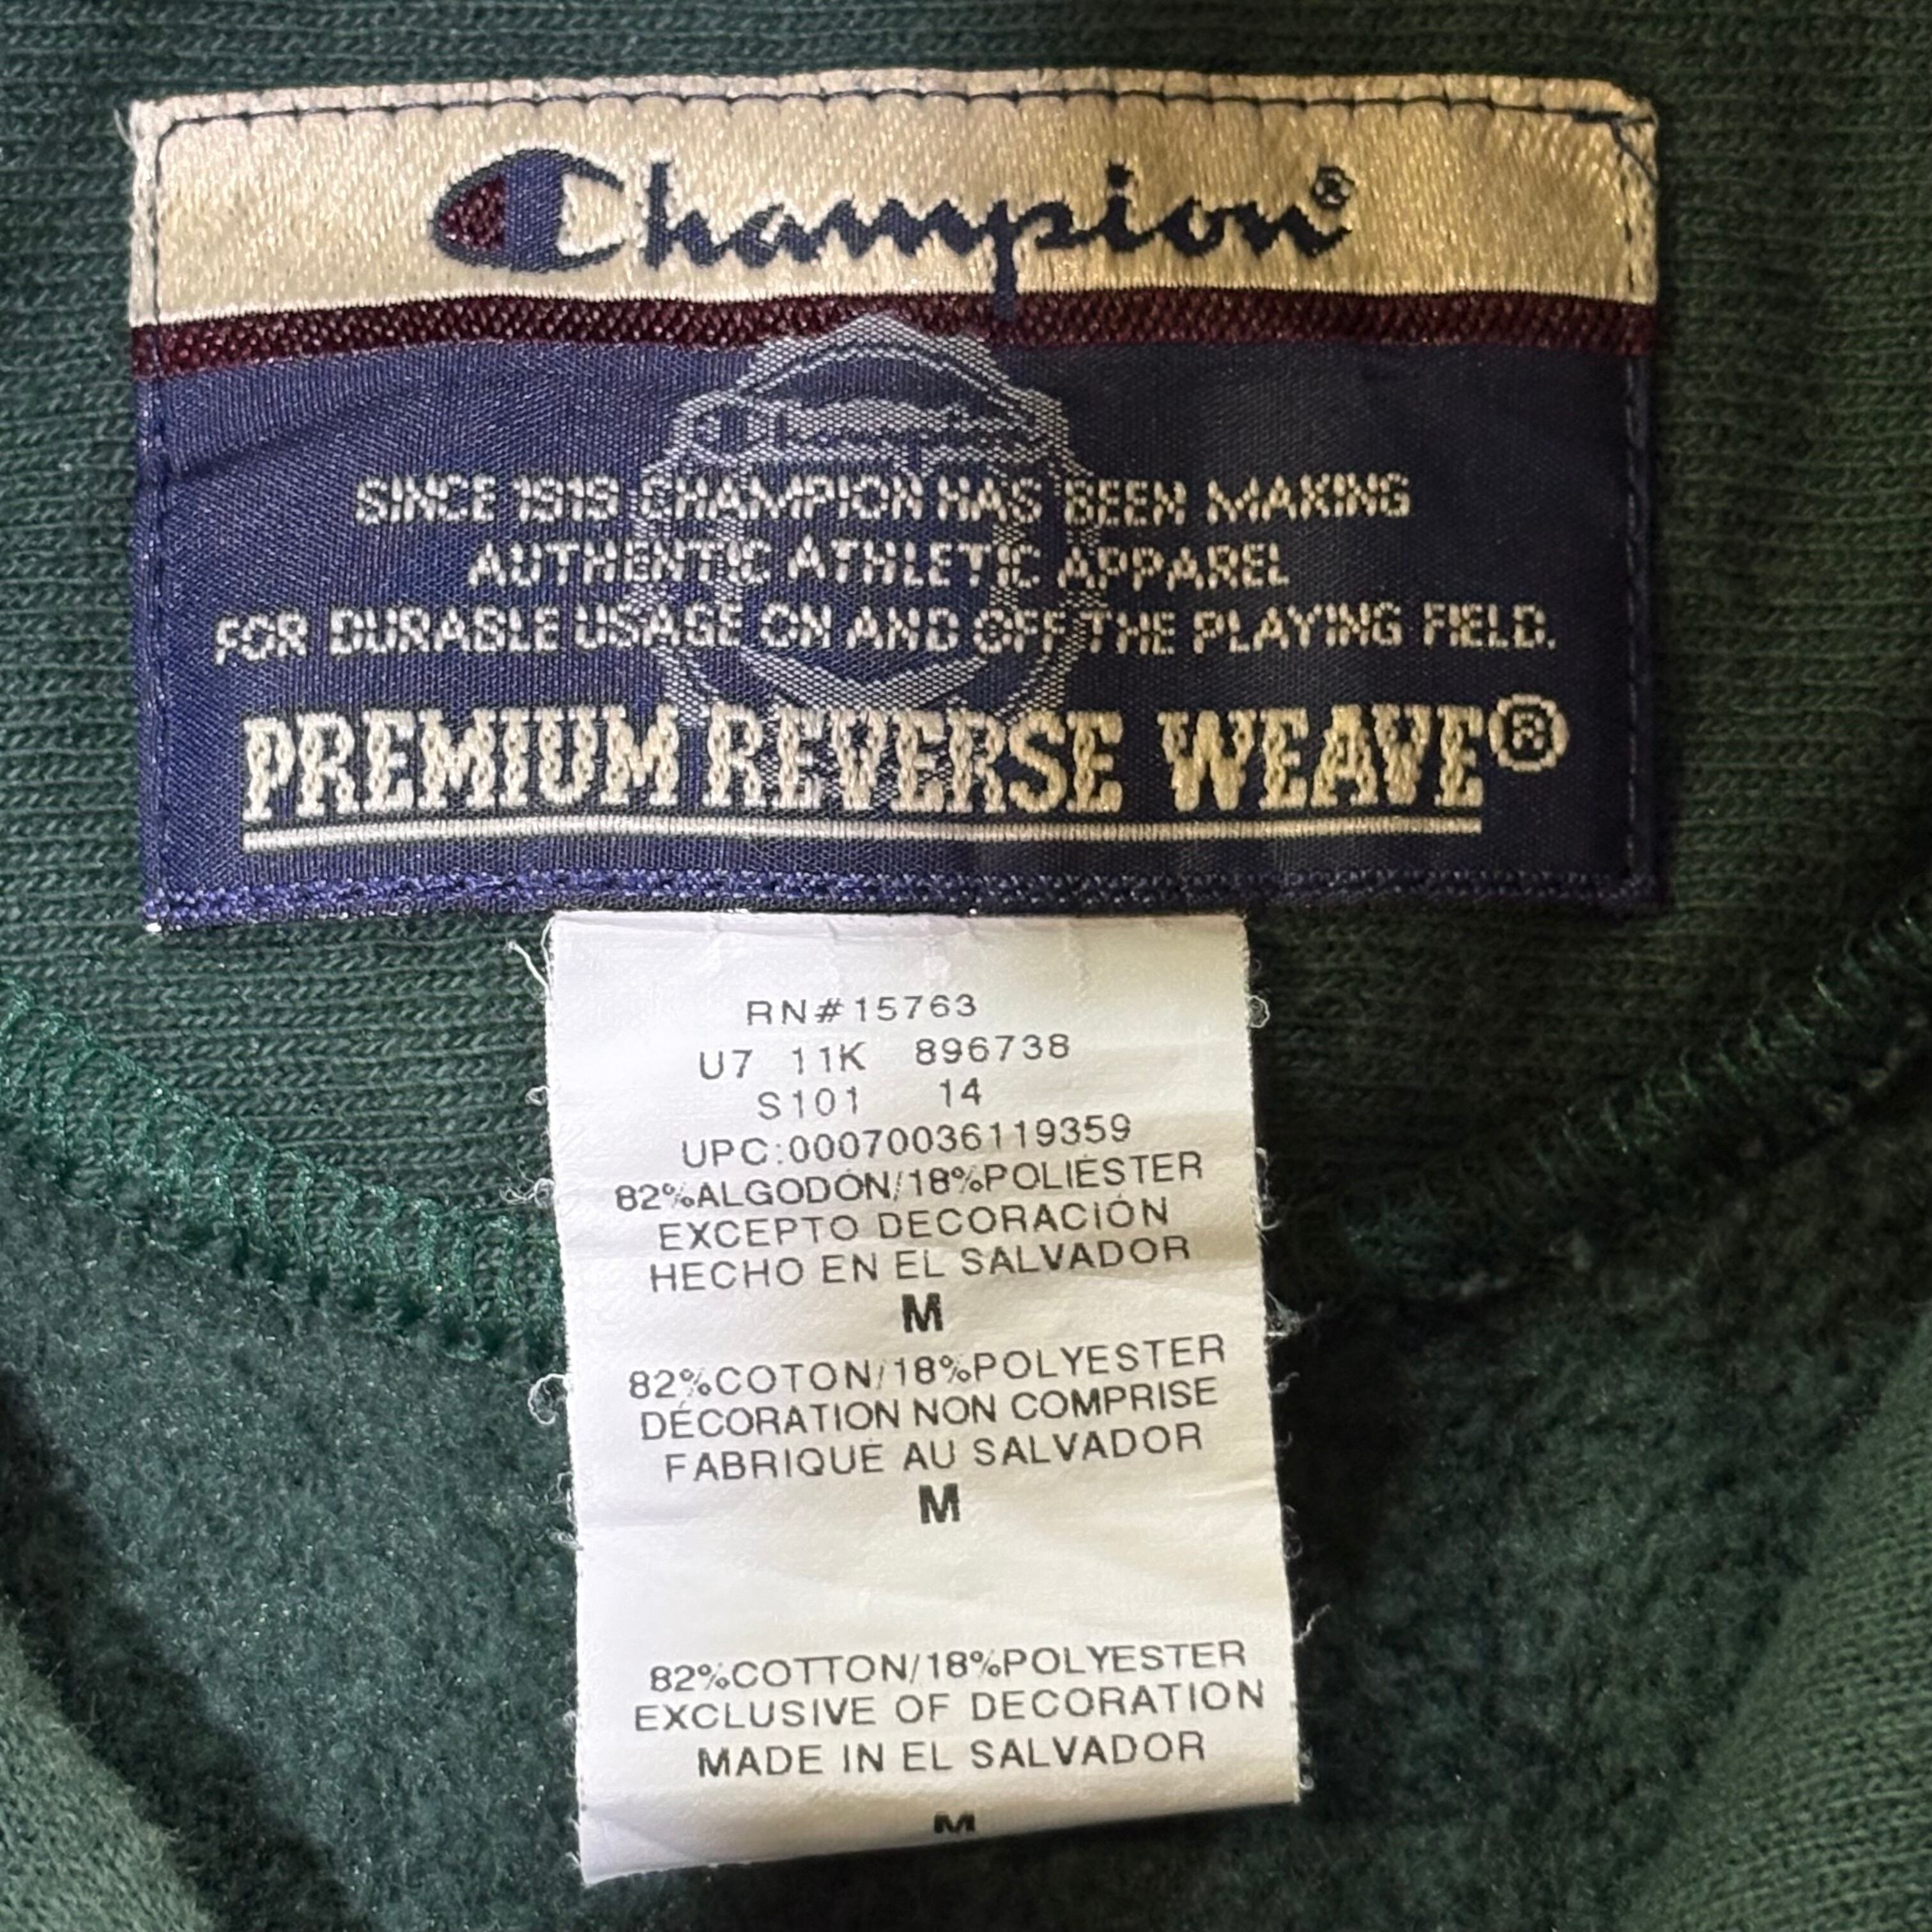 Champion®
Champion
SINCE 1919 CHAMPION HAS BEEN MAKING
AUTHENTIC ATHLETIC APPAREL
FOR DURABLE USAGE ON AND OFF THE PLAYING FIELD.
PREMIUM REVERSE WEAVE®
RN#15763
U7 11K 896738
S101 14
UPC:00070036119359
82%ALGODÓN/18%POLIÉSTER
EXCEPTO DECORACIÓN
HECHO EN EL SALVADOR
M
82%COTON/18%POLYESTER
DÉCORATION NON COMPRISE
FABRIQUÉ AU SALVADOR
M
82%COTTON/18%POLYESTER
EXCLUSIVE OF DECORATION
MADE IN EL SALVADOR
M